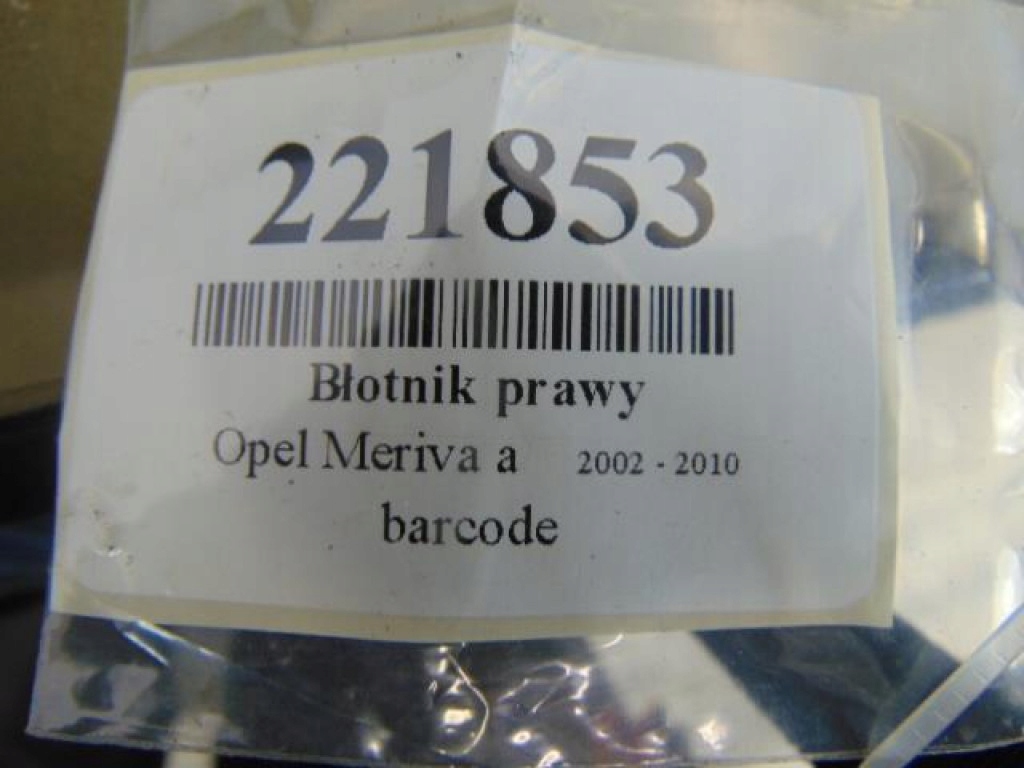 221853
Błotnik prawy
Opel Meriva a 2002 - 2010
barcode